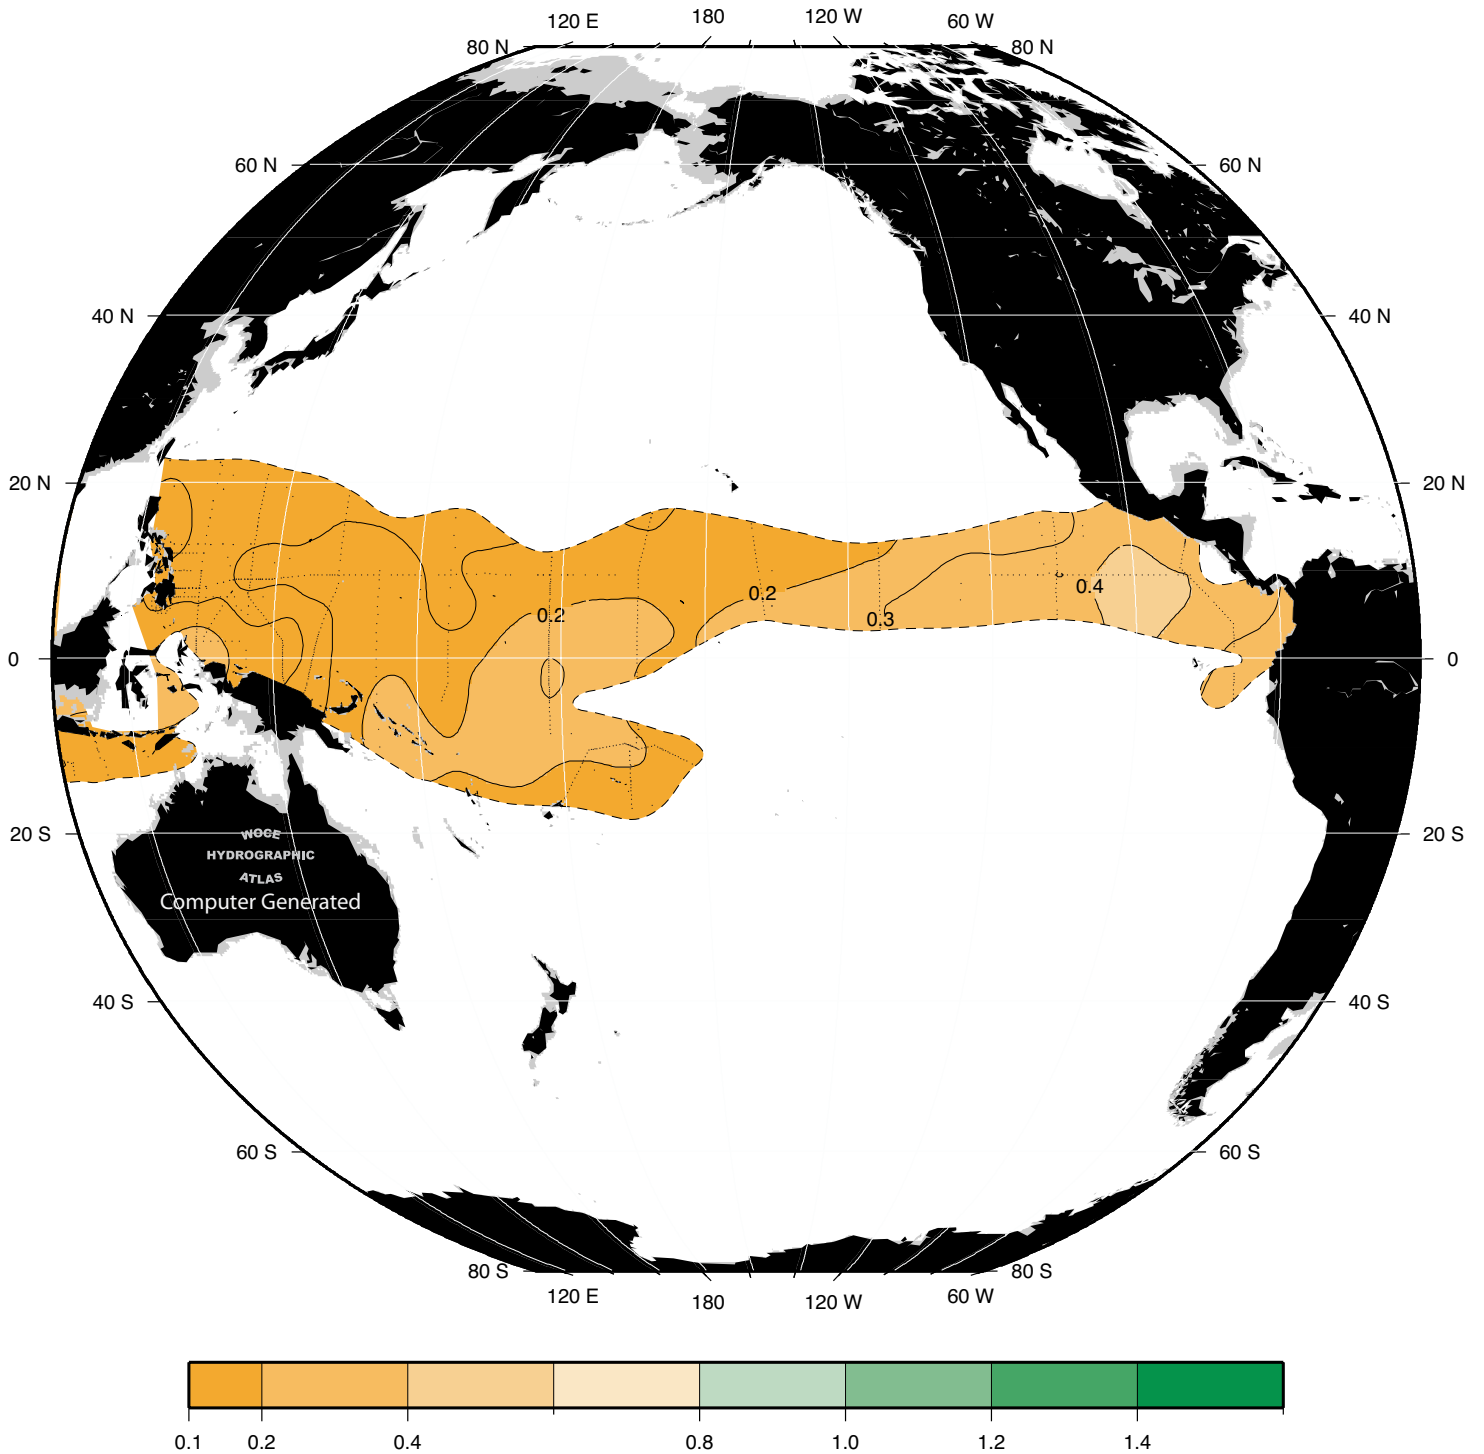 120 E 180 120 W 60 W
80 N 80 N
60 N 60 N
40 N 40 N
20 N 20 N
0.4
0.2
0.2
0.3
0 0
20 S 20 S
WOCE
HYDROGRAPHIC
ATLAS
Computer Generated
40 S 40 S
60 S 60 S
80 S 80 S
120 E 180 120 W 60 W
0.1 0.2 0.4 0.8 1.0 1.2 1.4